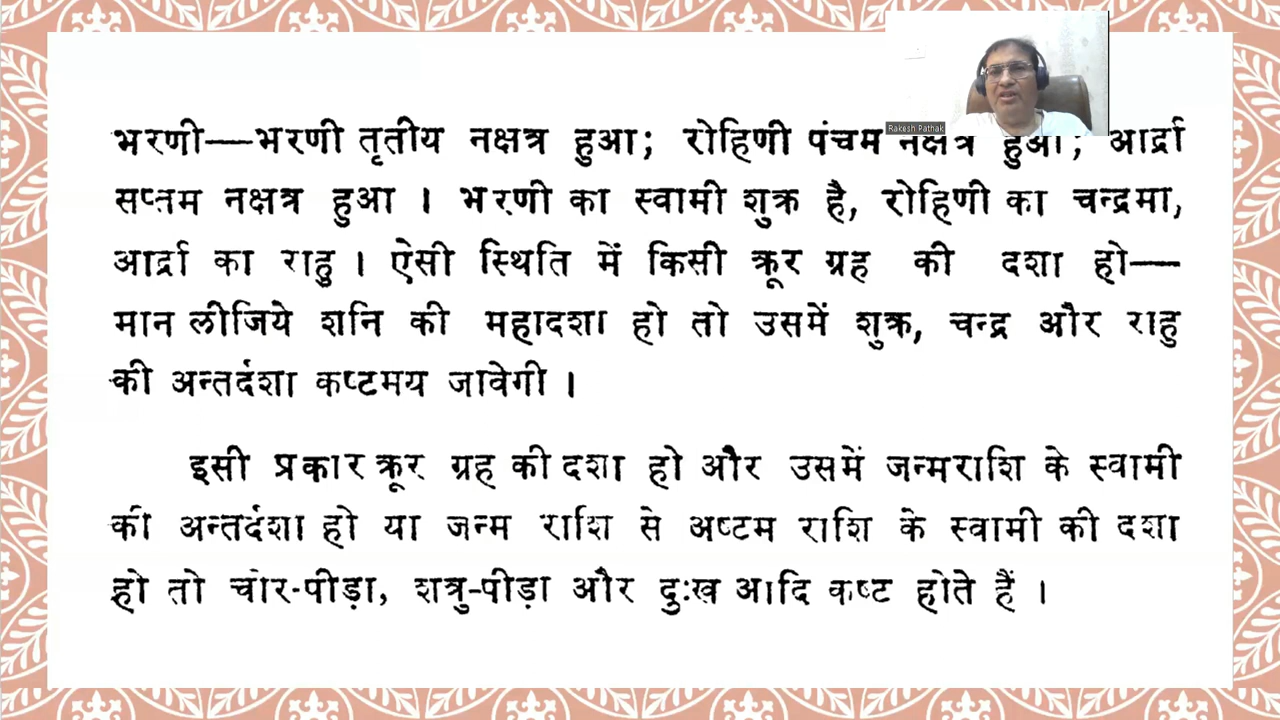 Rakesh Pathak
भरणी—भरणी तृतीय नक्षत्र हुआ; रोहिणी पंचम नक्षत्र हुआ; आर्द्रा
सप्तम नक्षत्र हुआ । भरणी का स्वामी शुक्र है, रोहिणी का चन्द्रमा,
आर्द्रा का राहु । ऐसी स्थिति में किसी क्रूर ग्रह की दशा हो—
मान लीजिये शनि की महादशा हो तो उसमें शुक्र, चन्द्र और राहु
की अन्तर्दशा कष्टमय जावेगी ।
इसी प्रकार क्रूर ग्रह की दशा हो और उसमें जन्मराशि के स्वामी
की अन्तर्दशा हो या जन्म राशि से अष्टम राशि के स्वामी की दशा
हो तो चोर-पीड़ा, शत्रु-पीड़ा और दुःख आदि कष्ट होते हैं ।